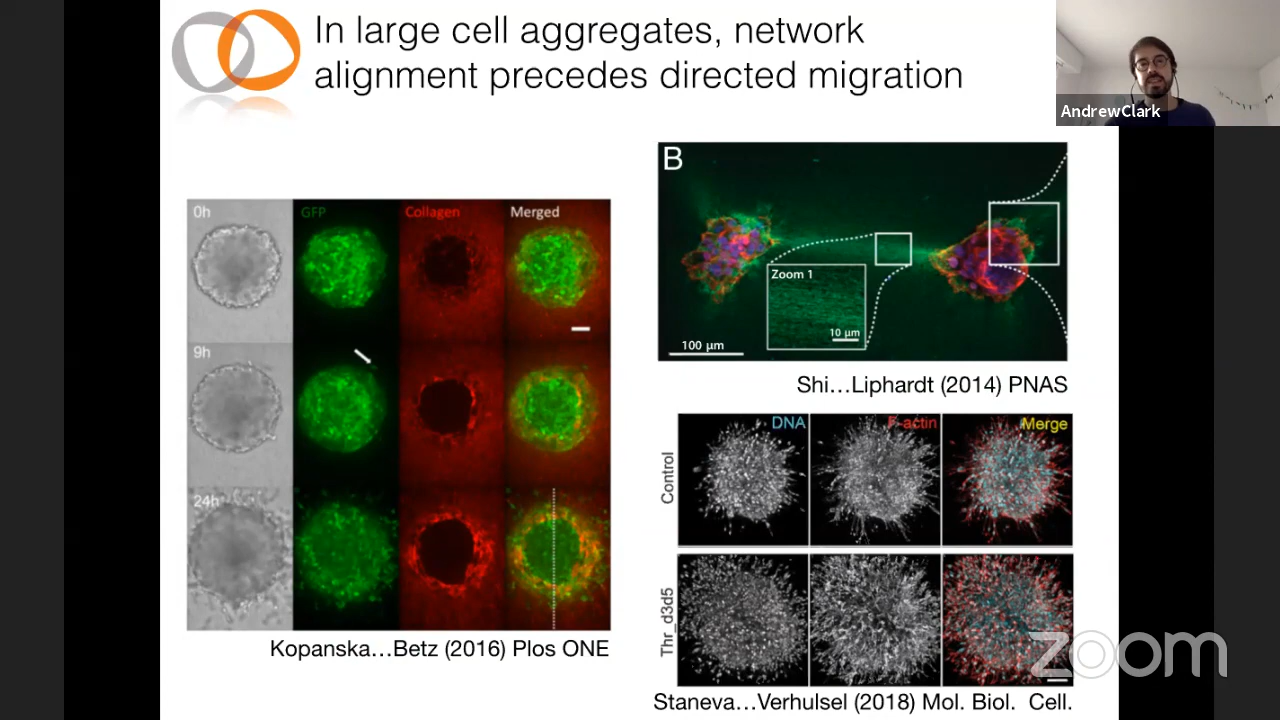 In large cell aggregates, network
alignment precedes directed migration
AndrewClark
0h
GFP
Collagen
Merged
9h
24h
Kopanska…Betz (2016) Plos ONE
B
Zoom 1
10 µm
100 µm
Shi…Liphardt (2014) PNAS
DNA
F-actin
Merge
Control
Thr_d3d5
Staneva…Verhulsel (2018) Mol. Biol. Cell.
zoom